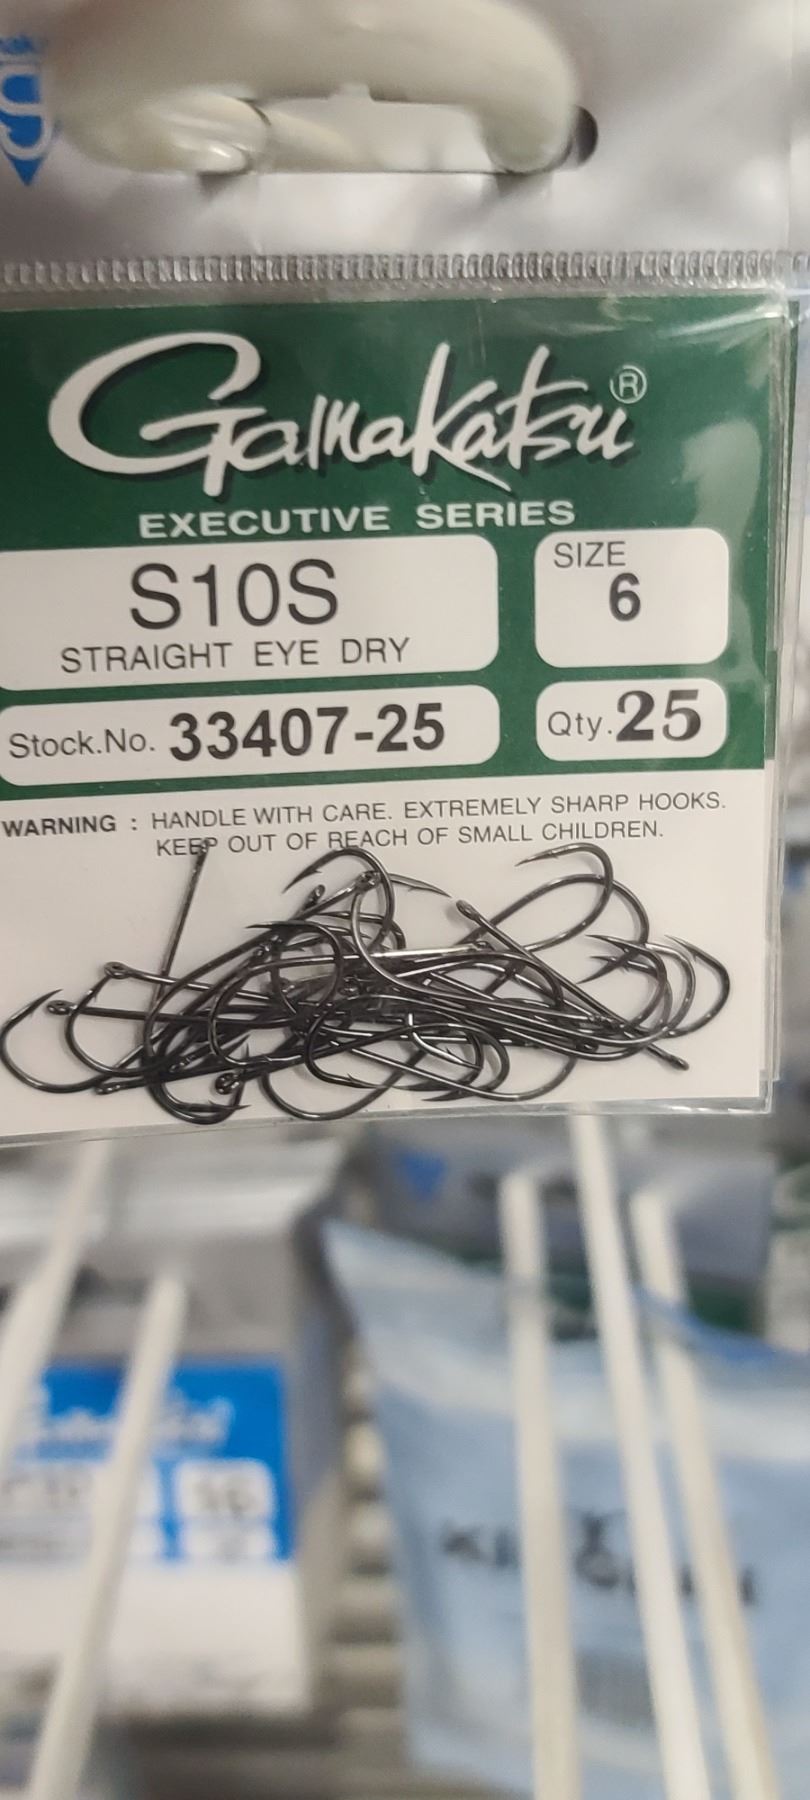 Gamakatsu®
EXECUTIVE SERIES
S10S
STRAIGHT EYE DRY
SIZE
6
Stock.No. 33407-25
Qty.25
WARNING : HANDLE WITH CARE. EXTREMELY SHARP HOOKS.
KEEP OUT OF REACH OF SMALL CHILDREN.